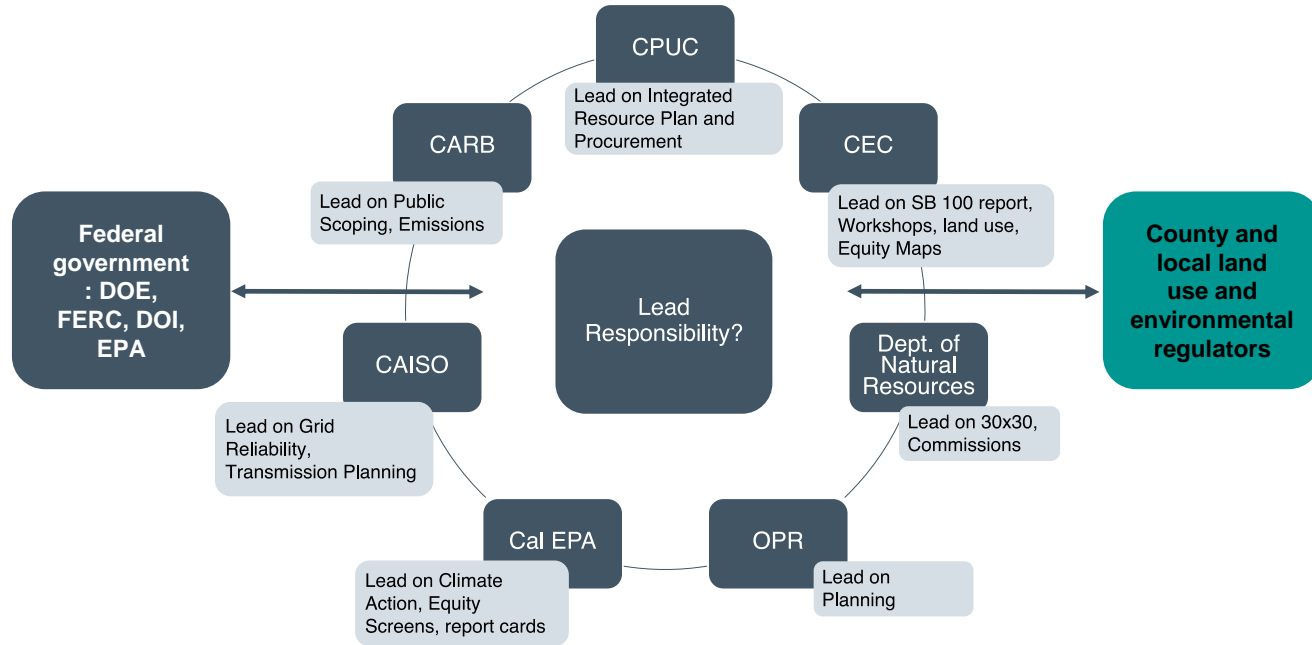 CPUC
Lead on Integrated
Resource Plan and
Procurement
CARB
Lead on Public
Scoping, Emissions
CEC
Lead on SB 100 report,
Workshops, land use,
Equity Maps
Federal
government
: DOE,
FERC, DOI,
EPA
Lead
Responsibility?
County and
local land
use and
environmental
regulators
CAISO
Lead on Grid
Reliability,
Transmission Planning
Dept. of
Natural
Resources
Lead on 30x30,
Commissions
Cal EPA
Lead on Climate
Action, Equity
Screens, report cards
OPR
Lead on
Planning